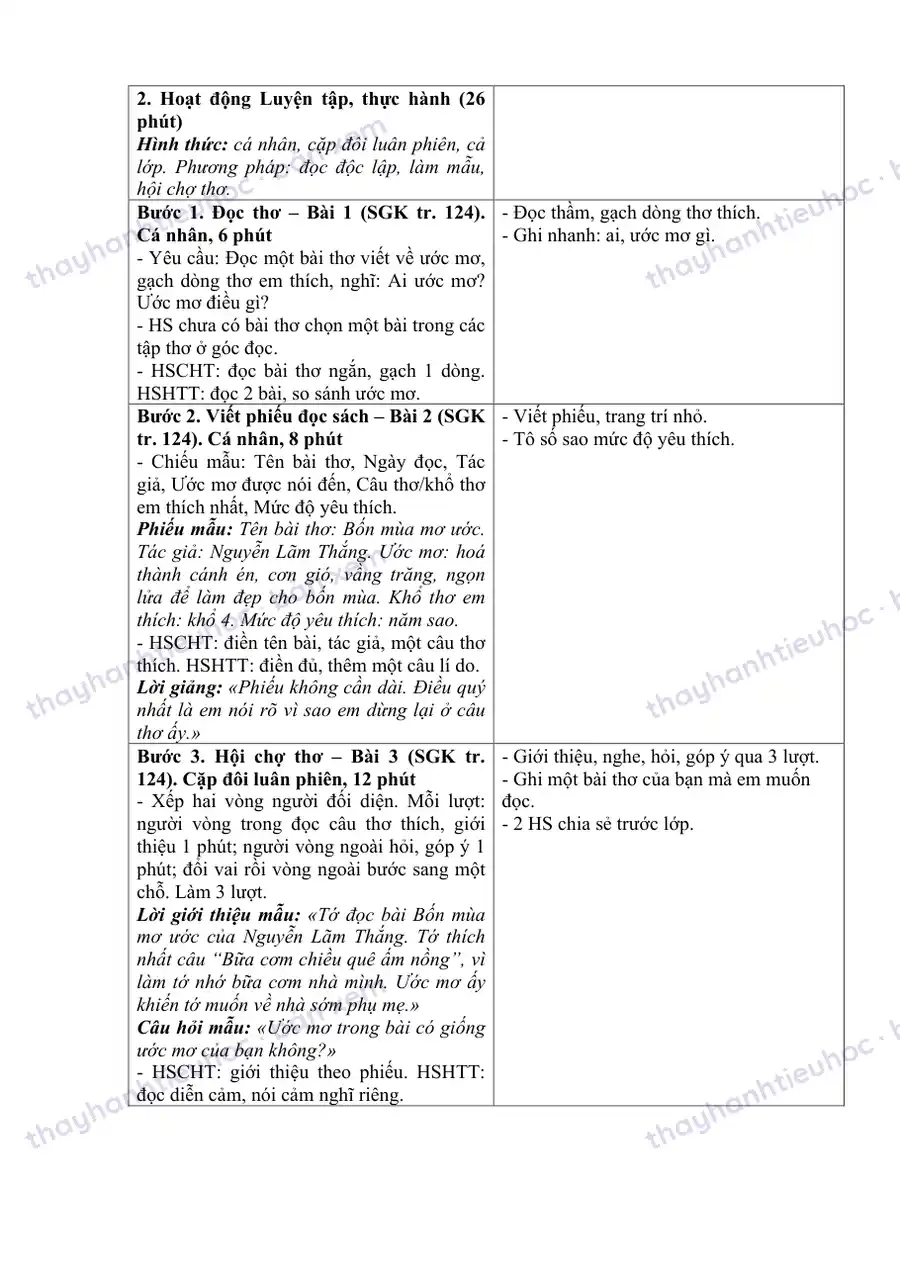 2. Hoạt động Luyện tập, thực hành (26
phút)
Hình thức: cá nhân, cặp đôi luân phiên, cả
lớp. Phương pháp: đọc độc lập, làm mẫu,
hội chợ thơ.
Bước 1. Đọc thơ – Bài 1 (SGK tr. 124).
Cá nhân, 6 phút
- Yêu cầu: Đọc một bài thơ viết về ước mơ,
gạch dòng thơ em thích, nghĩ: Ai ước mơ?
Ước mơ điều gì?
- HS chưa có bài thơ chọn một bài trong các
tập thơ ở góc đọc.
- HSCHT: đọc bài thơ ngắn, gạch 1 dòng.
HSHTT: đọc 2 bài, so sánh ước mơ.
- Đọc thầm, gạch dòng thơ thích.
- Ghi nhanh: ai, ước mơ gì.
Bước 2. Viết phiếu đọc sách – Bài 2 (SGK
tr. 124). Cá nhân, 8 phút
- Chiếu mẫu: Tên bài thơ, Ngày đọc, Tác
giả, Ước mơ được nói đến, Câu thơ/khổ thơ
em thích nhất, Mức độ yêu thích.
Phiếu mẫu: Tên bài thơ: Bốn mùa mơ ước.
Tác giả: Nguyễn Lãm Thắng. Ước mơ: hoá
thành cánh én, cơn gió, vầng trăng, ngọn
lửa để làm đẹp cho bốn mùa. Khổ thơ em
thích: khổ 4. Mức độ yêu thích: năm sao.
- HSCHT: điền tên bài, tác giả, một câu thơ
thích. HSHTT: điền đủ, thêm một câu lí do.
Lời giảng: «Phiếu không cần dài. Điều quý
nhất là em nói rõ vì sao em dừng lại ở câu
thơ ấy.»
- Viết phiếu, trang trí nhỏ.
- Tô số sao mức độ yêu thích.
Bước 3. Hội chợ thơ – Bài 3 (SGK tr.
124). Cặp đôi luân phiên, 12 phút
- Xếp hai vòng người đối diện. Mỗi lượt:
người vòng trong đọc câu thơ thích, giới
thiệu 1 phút; người vòng ngoài hỏi, góp ý 1
phút; đổi vai rồi vòng ngoài bước sang một
chỗ. Làm 3 lượt.
Lời giới thiệu mẫu: «Tớ đọc bài Bốn mùa
mơ ước của Nguyễn Lãm Thắng. Tớ thích
nhất câu “Bữa cơm chiều quê ấm nồng”, vì
làm tớ nhớ bữa cơm nhà mình. Ước mơ ấy
khiến tớ muốn về nhà sớm phụ mẹ.»
Câu hỏi mẫu: «Ước mơ trong bài có giống
ước mơ của bạn không?»
- HSCHT: giới thiệu theo phiếu. HSHTT:
đọc diễn cảm, nói cảm nghĩ riêng.
- Giới thiệu, nghe, hỏi, góp ý qua 3 lượt.
- Ghi một bài thơ của bạn mà em muốn
đọc.
- 2 HS chia sẻ trước lớp.
thayhanhtieuhoc · bản xem
thayhanhtieuhoc · b
thayhanhtieuhoc · bản xem
thayhanhtieuhoc · b
thayhanhtieuhoc · bản xem
thayhanhtieuhoc · b